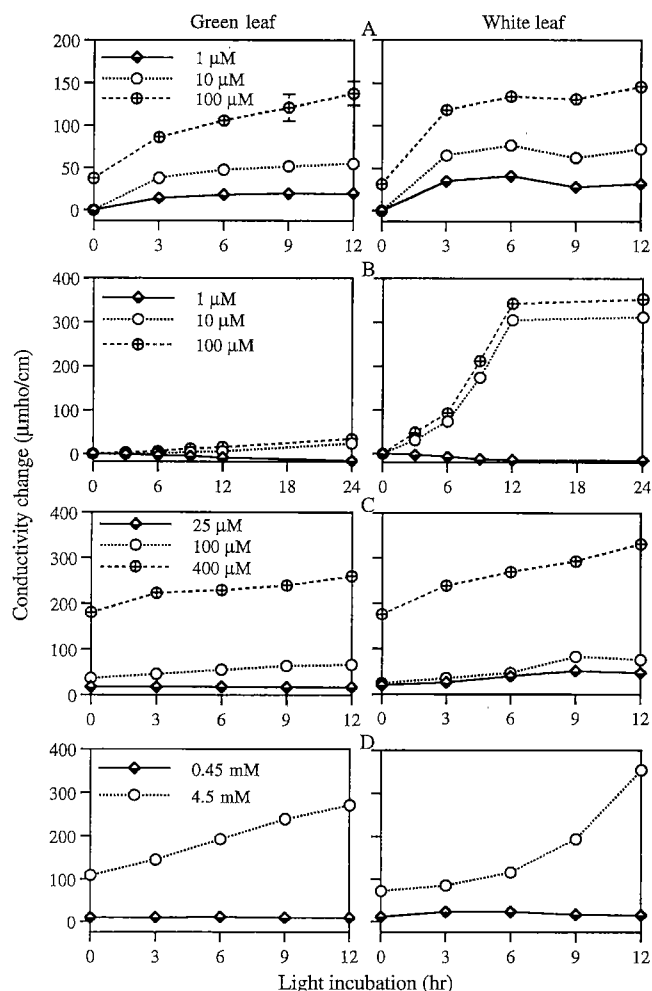 Green leaf
White leaf
A
200
150
100
50
0
1 μM
10 μM
100 μM
0 3 6 9 12
0 3 6 9 12
B
400
300
200
100
0
1 μM
10 μM
100 μM
0 6 12 18 24
0 6 12 18 24
C
400
300
200
100
0
25 μM
100 μM
400 μM
0 3 6 9 12
0 3 6 9 12
D
400
300
200
100
0
0.45 mM
4.5 mM
0 3 6 9 12
0 3 6 9 12
Conductivity change (μmho/cm)
Light incubation (hr)